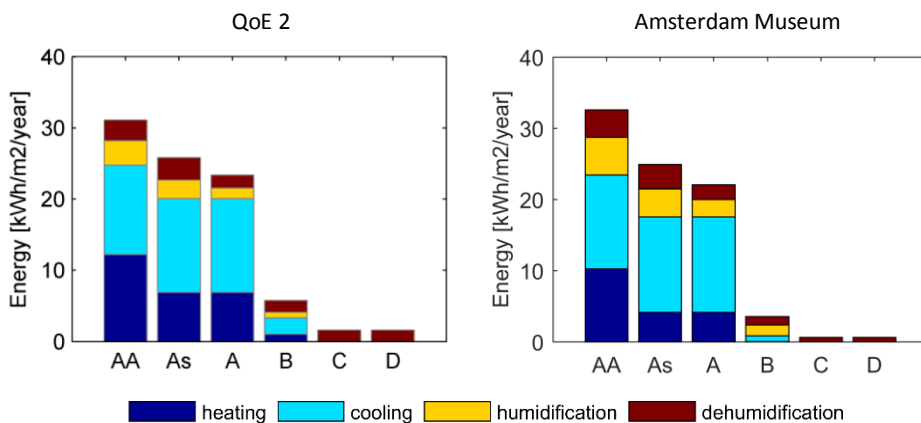 QoE 2
Amsterdam Museum
40
30
20
10
0
Energy [kWh/m2/year]
AA As A B C D
40
30
20
10
0
Energy [kWh/m2/year]
AA As A B C D
heating cooling humidification dehumidification